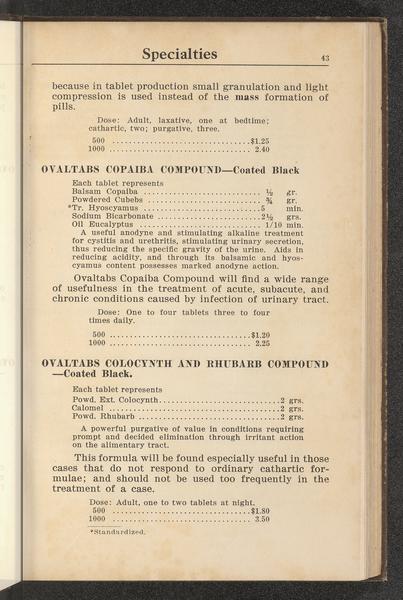 Specialties 43
because in tablet production small granulation and light
compression is used instead of the mass formation of
pills.
Dose: Adult, laxative, one at bedtime;
cathartic, two; purgative, three.
500 ................................$1.25
1000 ................................ 2.40
OVALTABS COPAIBA COMPOUND—Coated Black
Each tablet represents
Balsam Copaiba ........................... ½ gr.
Powdered Cubebs .......................... ¾ gr.
*Tr. Hyoscyamus ...........................5 min.
Sodium Bicarbonate ........................2½ grs.
Oil Eucalyptus ............................ 1/10 min.
A useful anodyne and stimulating alkaline treatment
for cystitis and urethritis, stimulating urinary secretion,
thus reducing the specific gravity of the urine. Aids in
reducing acidity, and through its balsamic and hyos-
cyamus content possesses marked anodyne action.
Ovaltabs Copaiba Compound will find a wide range
of usefulness in the treatment of acute, subacute, and
chronic conditions caused by infection of urinary tract.
Dose: One to four tablets three to four
times daily.
500 ................................$1.20
1000 ................................ 2.25
OVALTABS COLOCYNTH AND RHUBARB COMPOUND
—Coated Black.
Each tablet represents
Powd. Ext. Colocynth............................2 grs.
Calomel ........................................2 grs.
Powd. Rhubarb ..................................2 grs.
A powerful purgative of value in conditions requiring
prompt and decided elimination through irritant action
on the alimentary tract.
This formula will be found especially useful in those
cases that do not respond to ordinary cathartic for-
mulae; and should not be used too frequently in the
treatment of a case.
Dose: Adult, one to two tablets at night.
500 ................................$1.80
1000 ................................ 3.50
*Standardized.